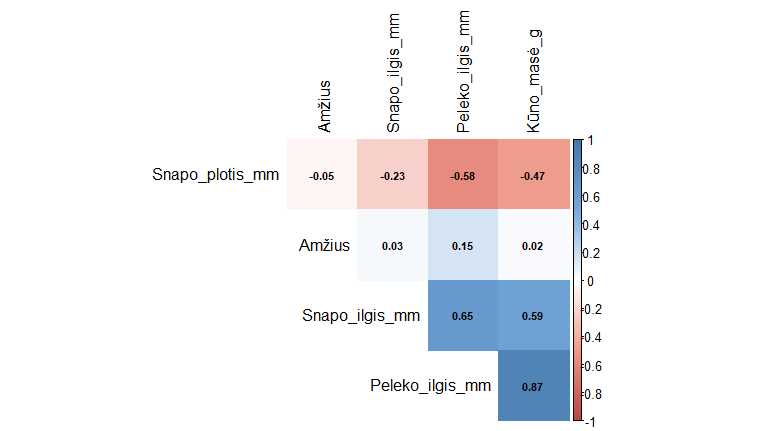 Amžius
Snapo_ilgis_mm
Peleko_ilgis_mm
Kūno_masė_g
Snapo_plotis_mm -0.05 -0.23 -0.58 -0.47
Amžius 0.03 0.15 0.02
Snapo_ilgis_mm 0.65 0.59
Peleko_ilgis_mm 0.87
1
0.8
0.6
0.4
0.2
0
-0.2
-0.4
-0.6
-0.8
-1